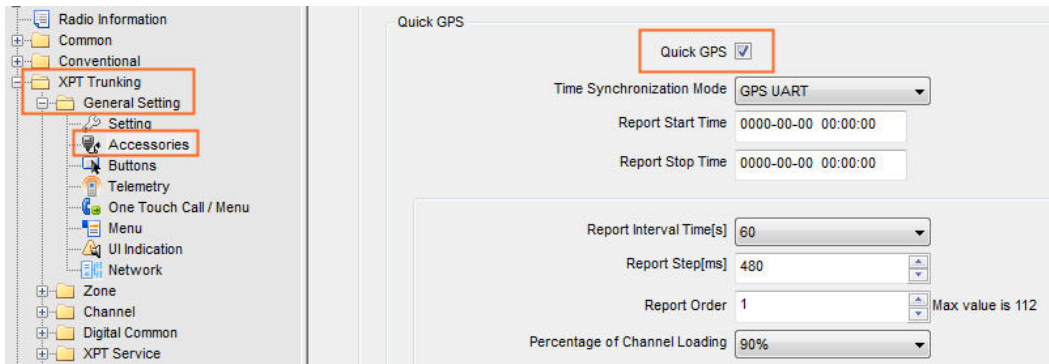 Radio Information
Common
Conventional
XPT Trunking
General Setting
Setting
Accessories
Buttons
Telemetry
One Touch Call / Menu
Menu
UI Indication
Network
Zone
Channel
Digital Common
XPT Service
Quick GPS
Quick GPS
Time Synchronization Mode GPS UART
Report Start Time 0000-00-00 00:00:00
Report Stop Time 0000-00-00 00:00:00
Report Interval Time[s] 60
Report Step[ms] 480
Report Order 1 Max value is 112
Percentage of Channel Loading 90%